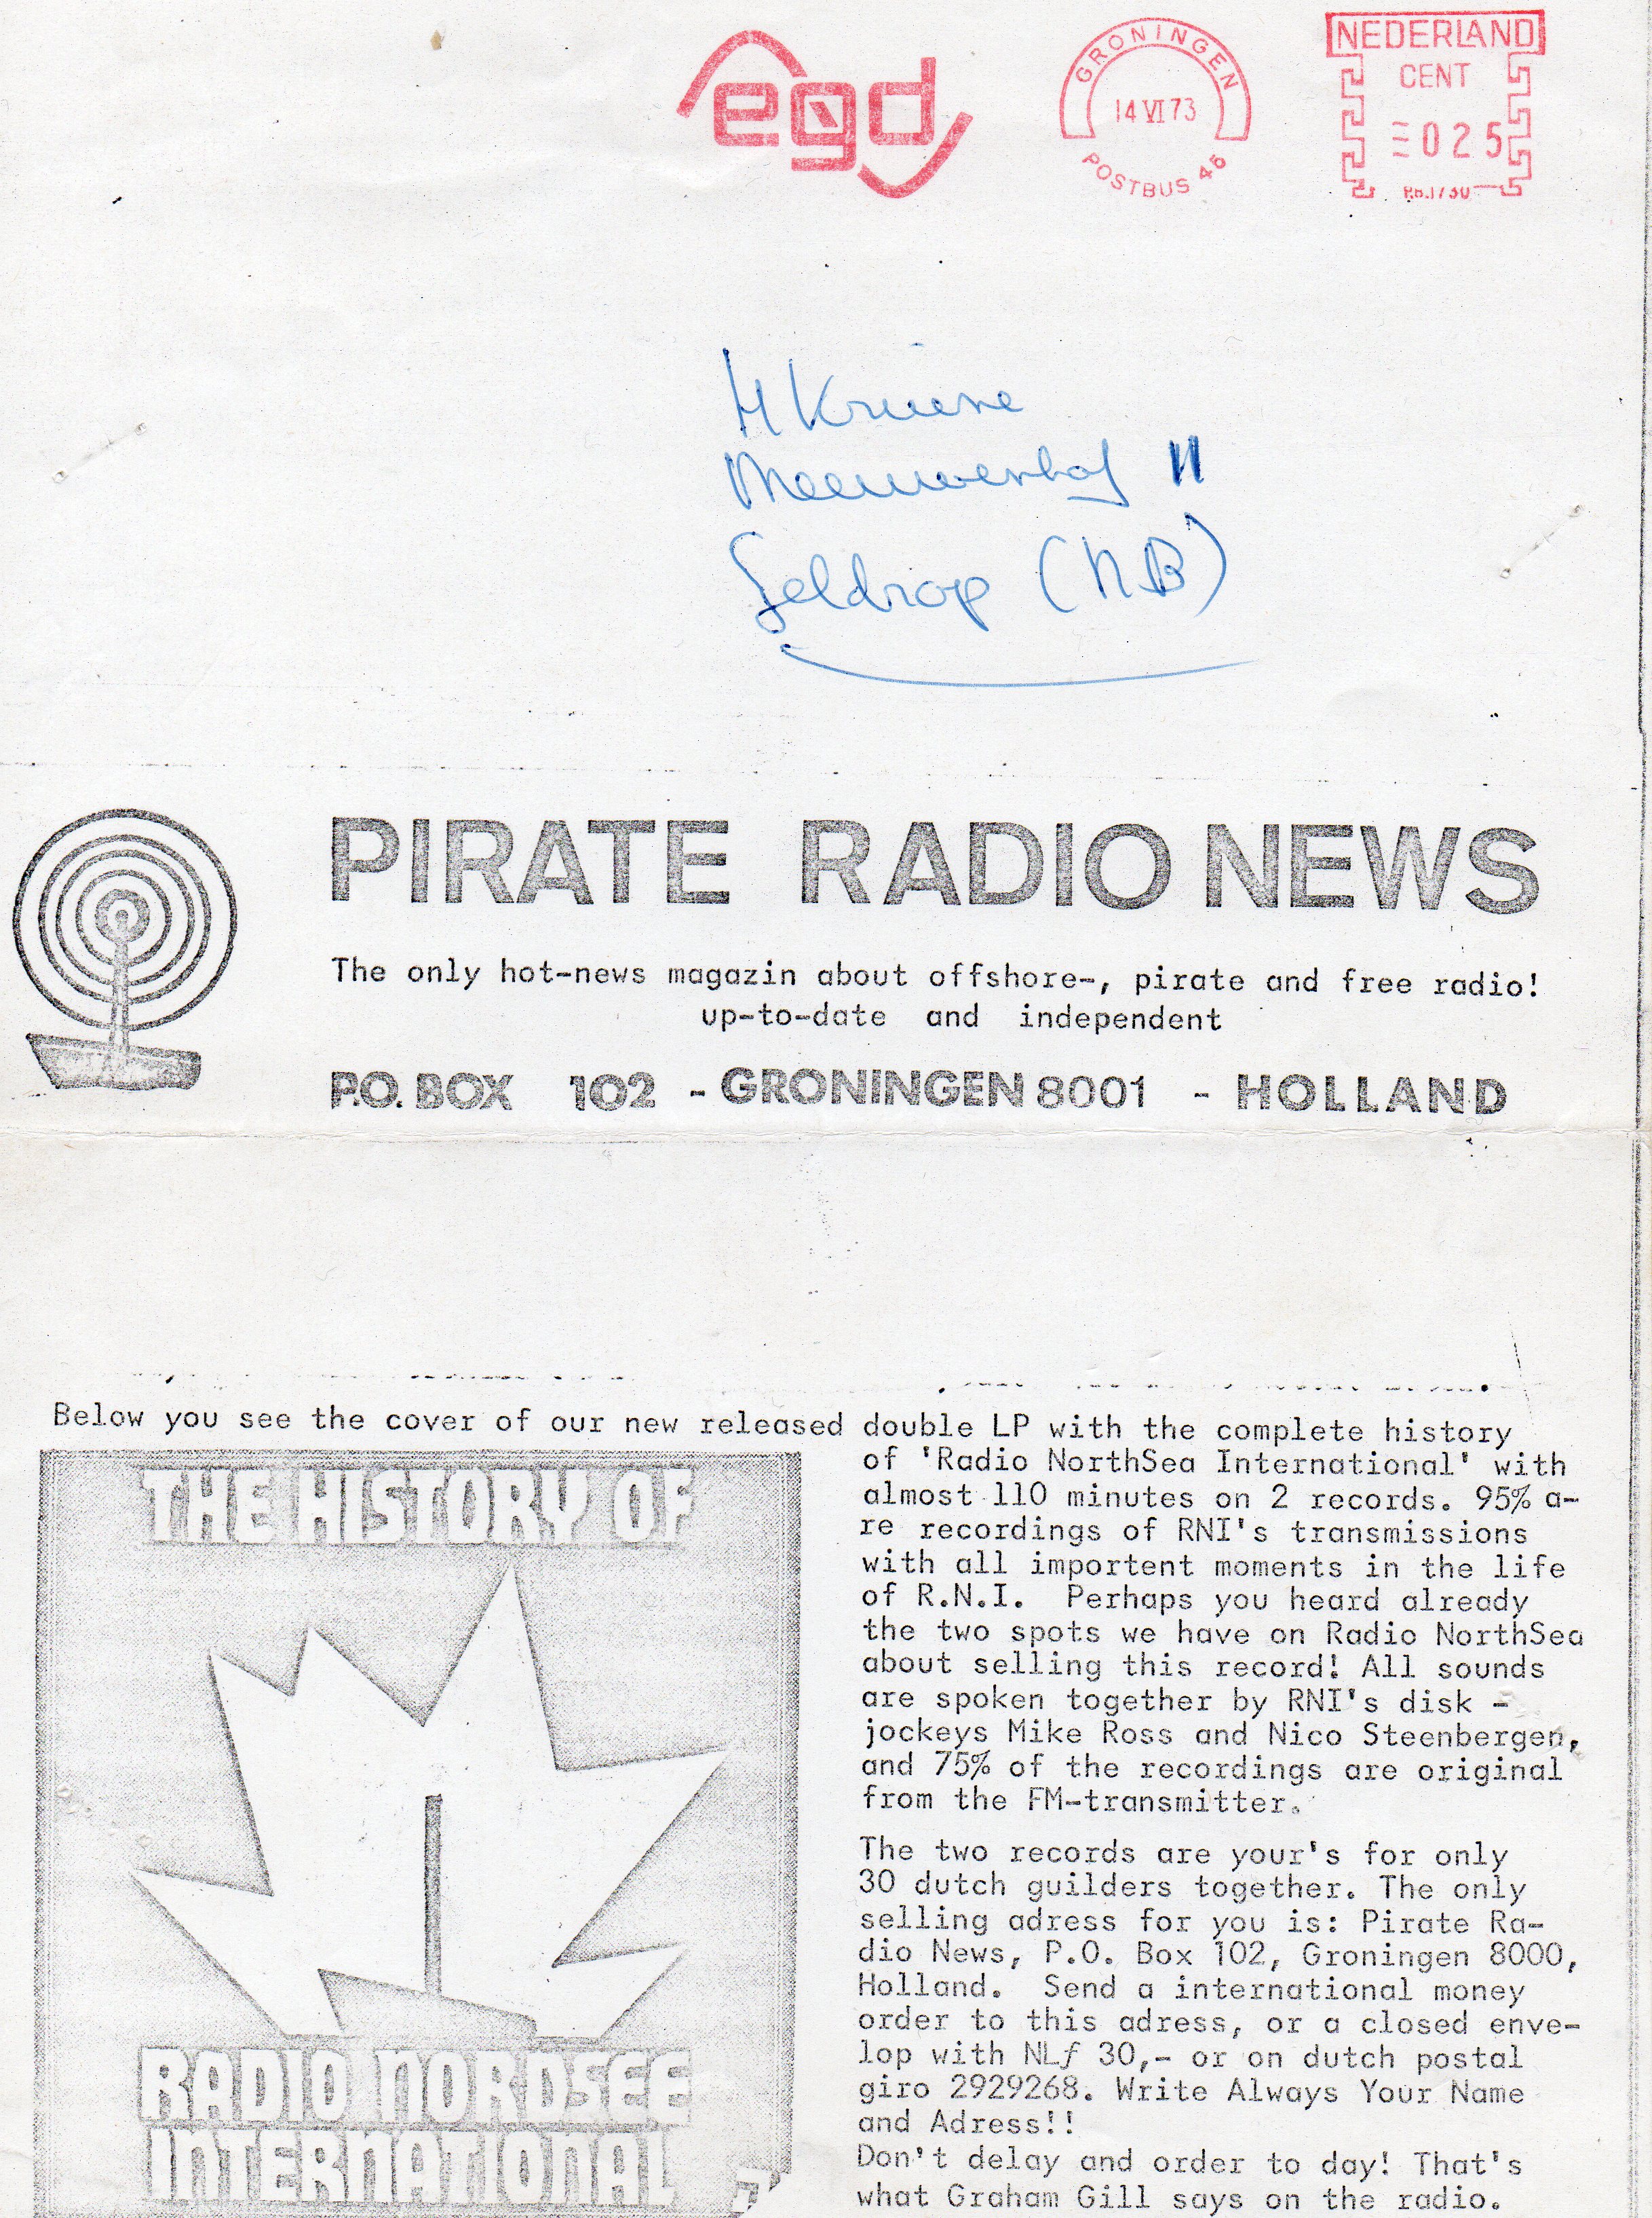 egd
GRONINGEN
14 VI 73
POSTBUS 46
NEDERLAND
CENT
025
H Kruene
Meeuwenhof 11
Geldrop (NB)
PIRATE RADIO NEWS
The only hot-news magazin about offshore-, pirate and free radio!
up-to-date and independent
P.O. BOX 102 - GRONINGEN 8001 - HOLLAND
Below you see the cover of our new released double LP with the complete history
of 'Radio NorthSea International' with
almost 110 minutes on 2 records. 95% a-
re recordings of RNI's transmissions
with all importent moments in the life
of R.N.I. Perhaps you heard already
the two spots we have on Radio NorthSea
about selling this record! All sounds
are spoken together by RNI's disk -
jockeys Mike Ross and Nico Steenbergen,
and 75% of the recordings are original
from the FM-transmitter.
The two records are your's for only
30 dutch guilders together. The only
selling adress for you is: Pirate Ra-
dio News, P.O. Box 102, Groningen 8000,
Holland. Send a international money
order to this adress, or a closed enve-
lop with NLƒ 30,- or on dutch postal
giro 2929268. Write Always Your Name
and Adress!!
Don't delay and order to day! That's
what Graham Gill says on the radio.
THE HISTORY OF
RADIO NORDSEE
INTERNATIONAL